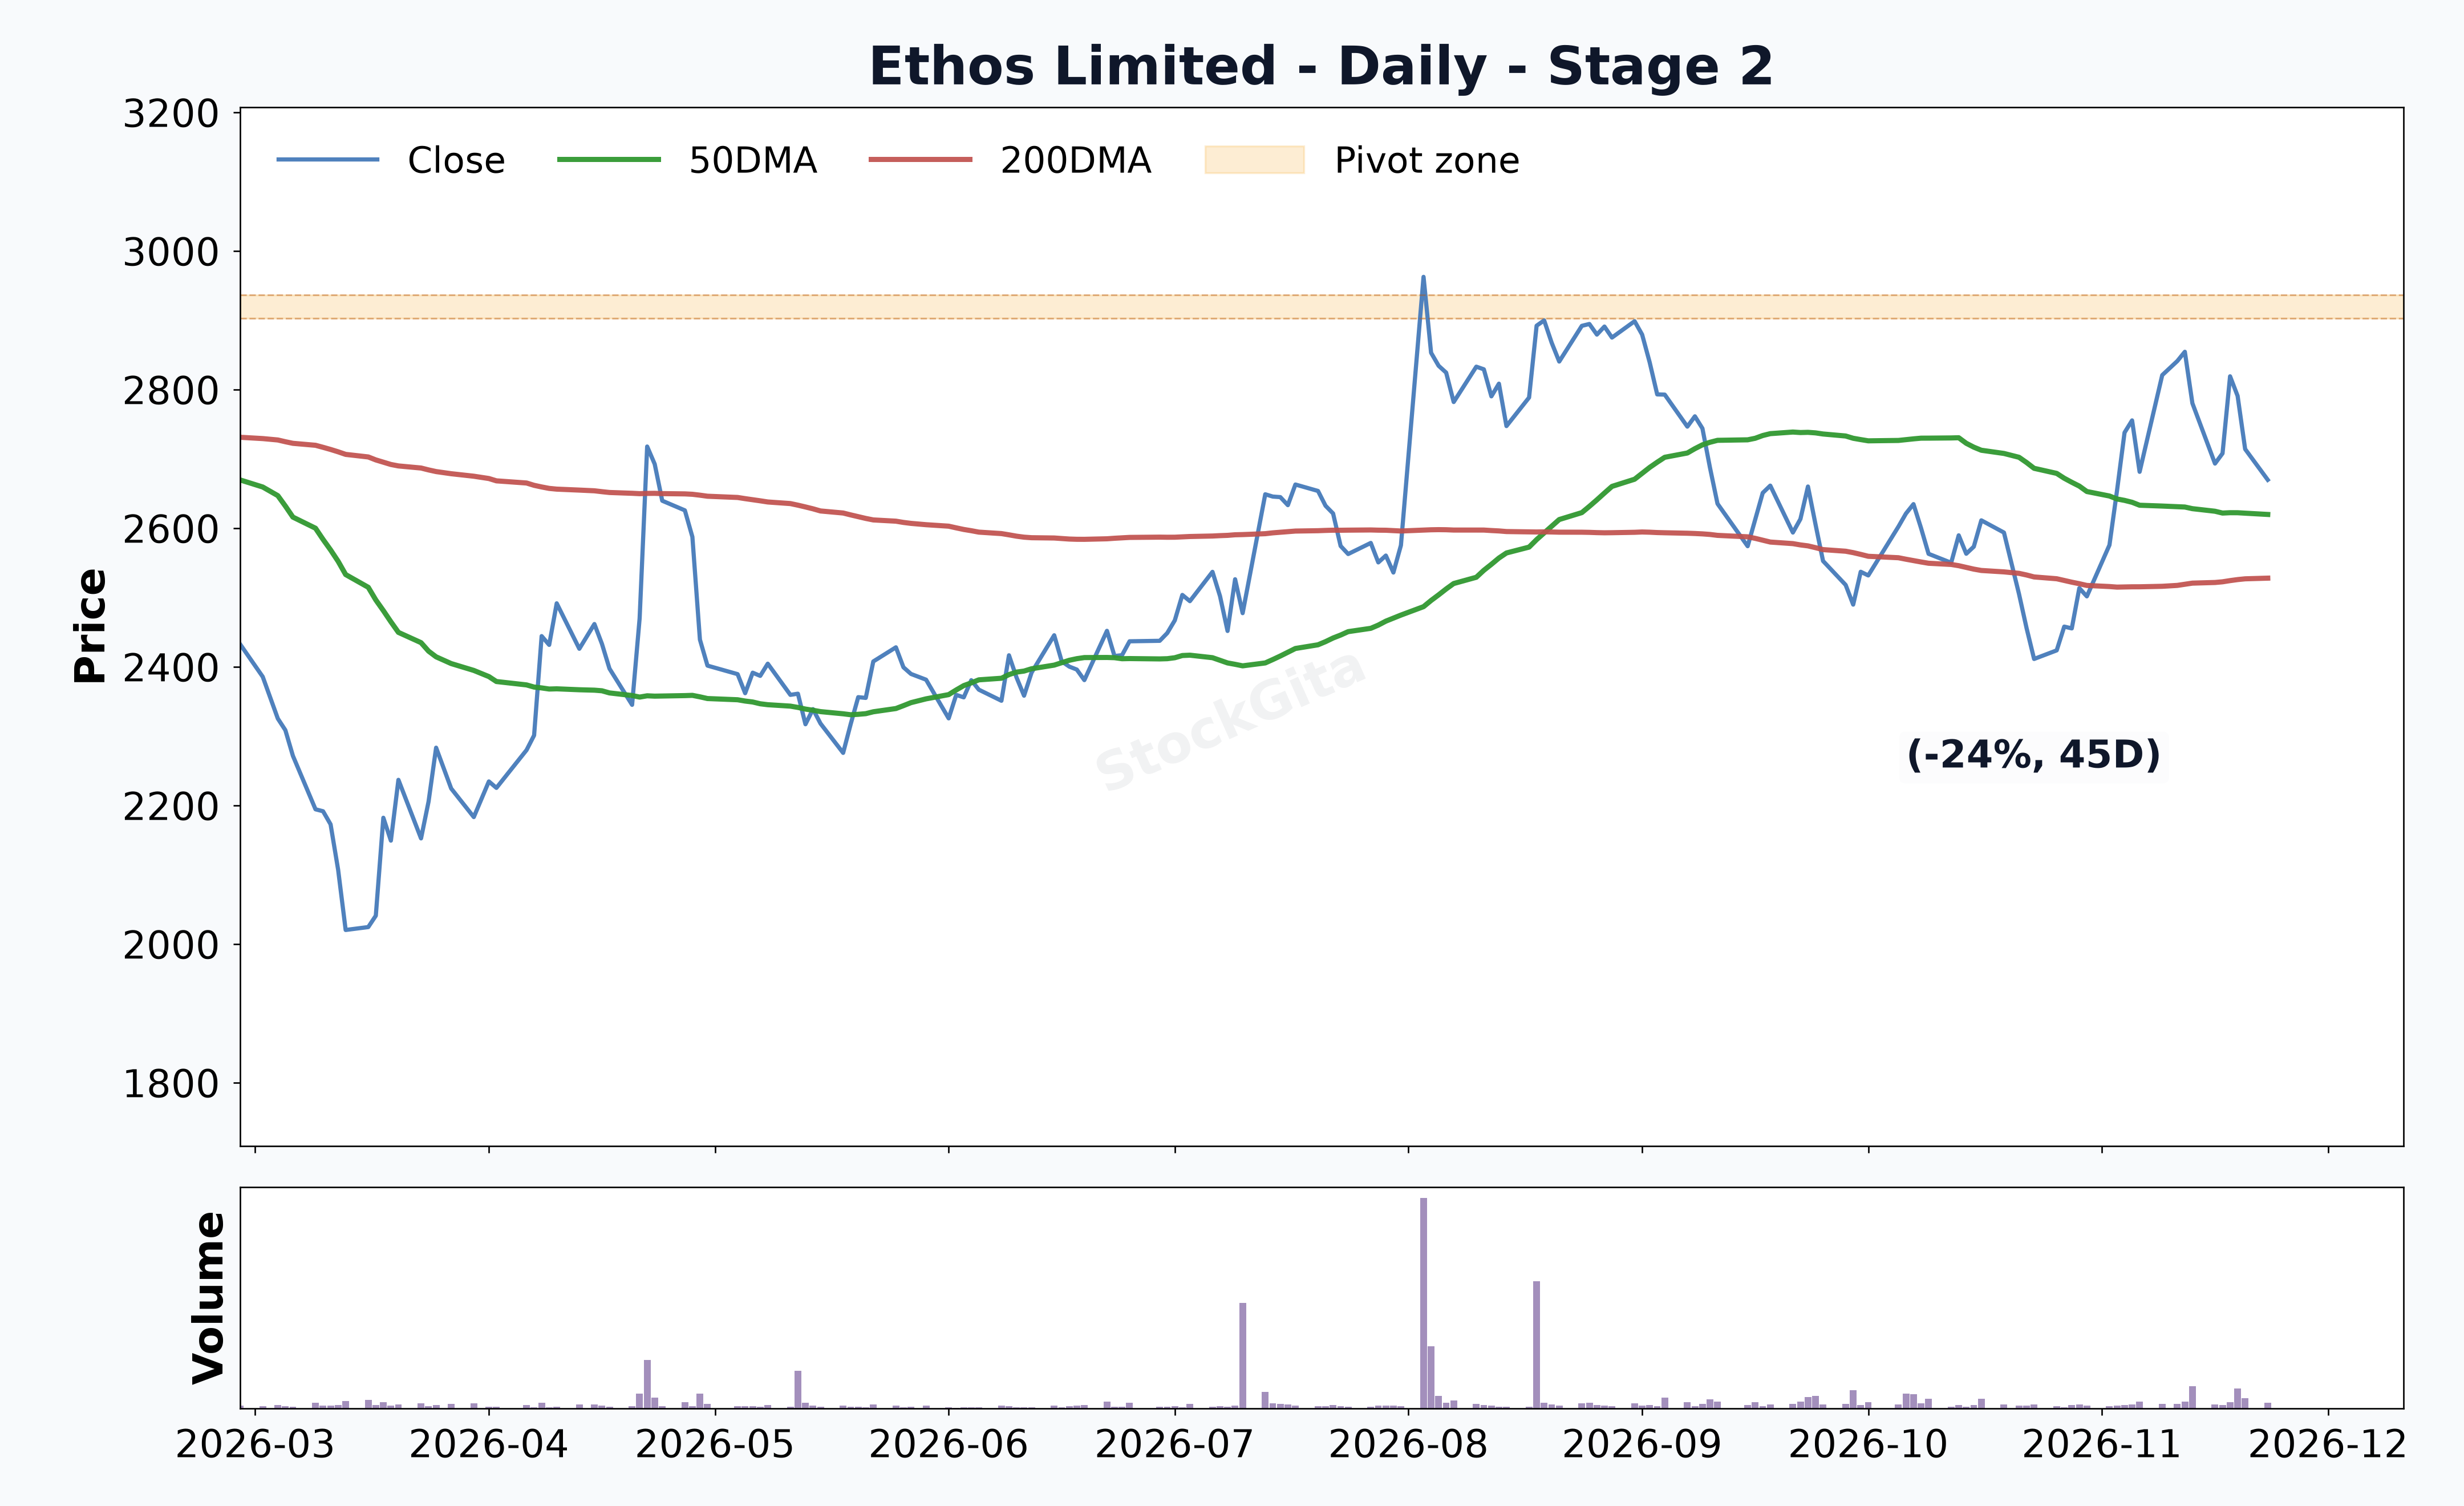 Ethos Limited - Daily - Stage 2
Close 50DMA 200DMA Pivot zone
Price
3200
3000
2800
2600
2400
2200
2000
1800
StockGita
(-24%, 45D)
Volume
2026-03 2026-04 2026-05 2026-06 2026-07 2026-08 2026-09 2026-10 2026-11 2026-12